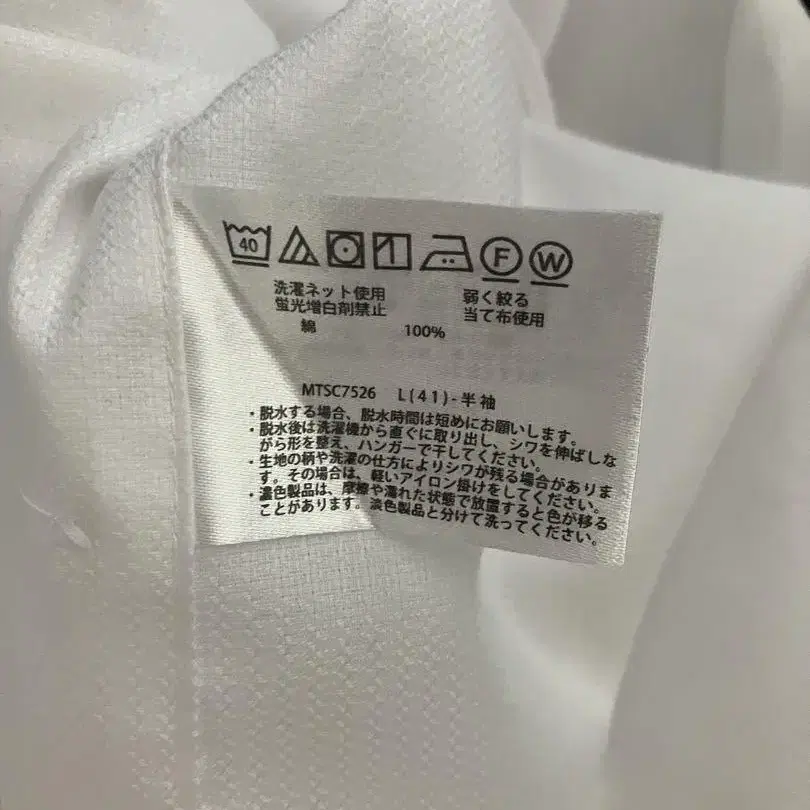 40 F W
洗濯ネット使用 弱く絞る
蛍光増白剤禁止 当て布使用
綿 100%
MTSC7526 L(41)-半袖
・脱水する場合、脱水時間は短めにお願いします。
・脱水後は洗濯機から直ぐに取り出し、シワを伸ばしな
がら形を整え、ハンガーで干してください。
・生地の柄や洗濯の仕方によりシワが残る場合がありま
す。その場合は、軽いアイロン掛けをしてください。
・濃色製品は、摩擦や濡れた状態で放置すると色が移る
ことがあります。淡色製品と分けて洗ってください。